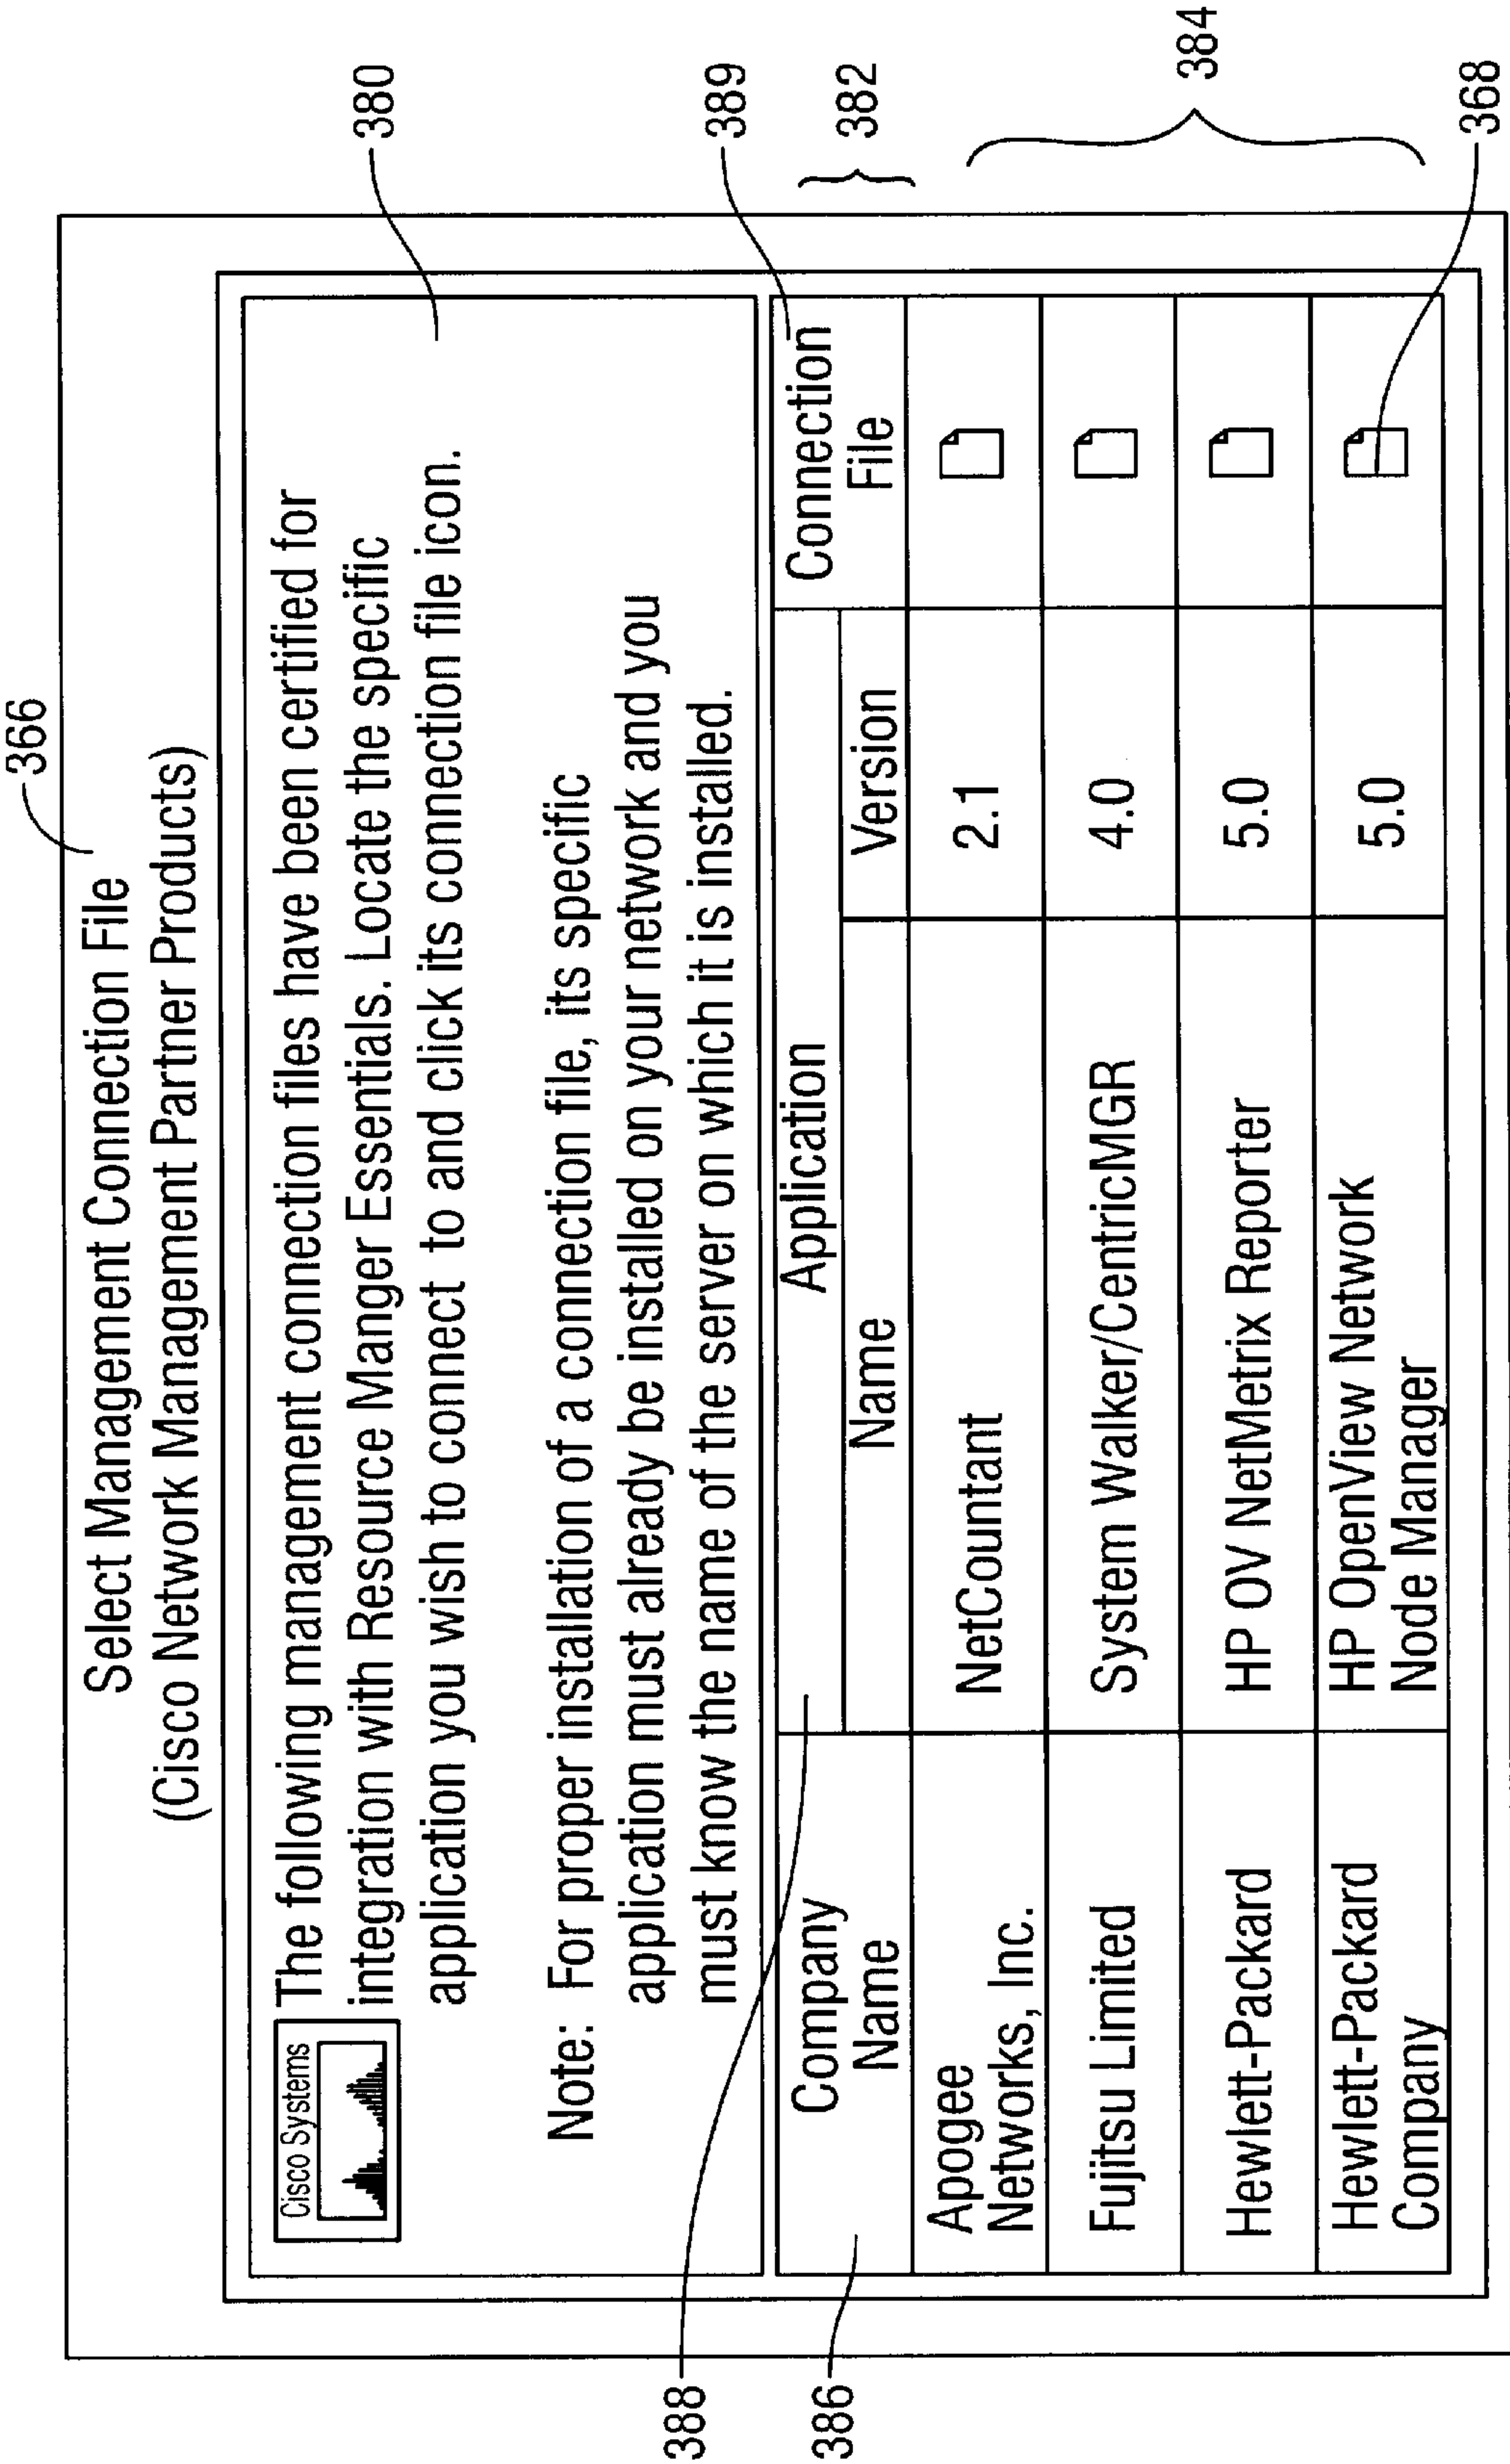 366
Select Management Connection File
(Cisco Network Management Partner Products)
380
Cisco Systems
The following management connection files have been certified for
integration with Resource Manger Essentials. Locate the specific
application you wish to connect to and click its connection file icon.
Note: For proper installation of a connection file, its specific
application must already be installed on your network and you
must know the name of the server on which it is installed.
388
389
386
382
Company
Name
Application
Name
Version
Connection
File
384
Apogee
Networks, Inc.
NetCountant
2.1
Fujitsu Limited
System Walker/CentricMGR
4.0
Hewlett-Packard
HP OV NetMetrix Reporter
5.0
Hewlett-Packard
Company
HP OpenView Network
Node Manager
5.0
368